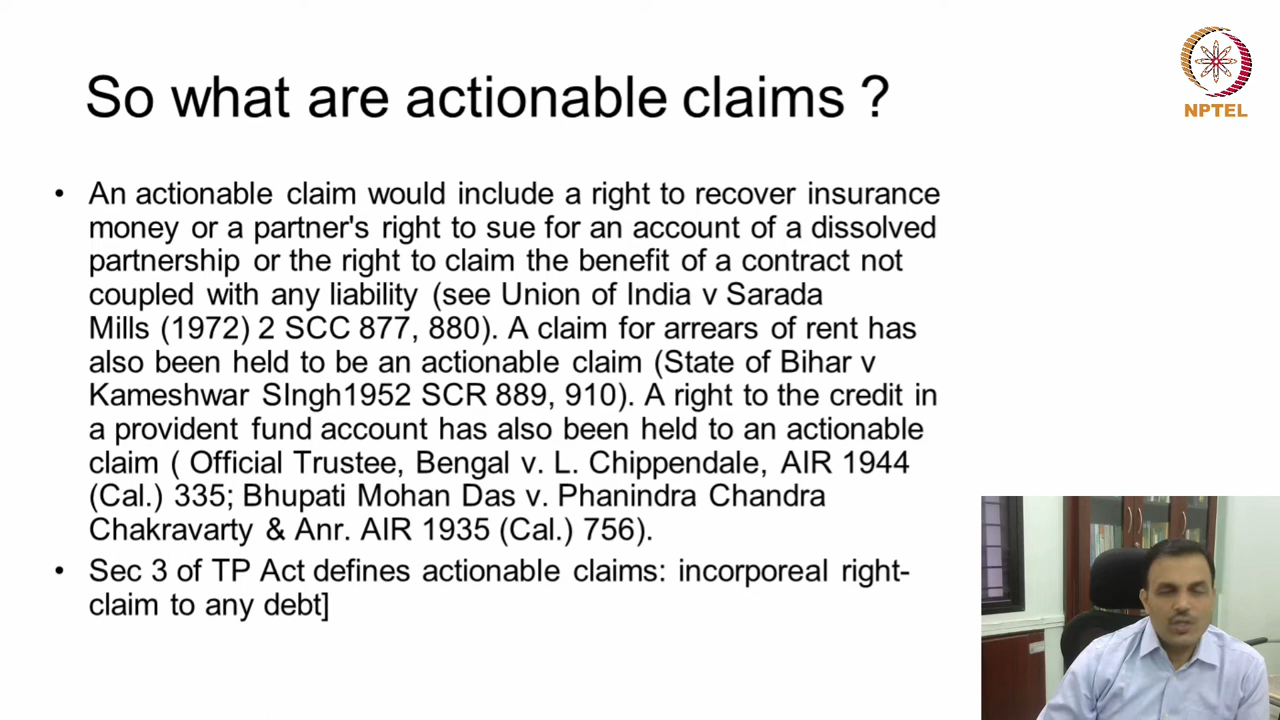 So what are actionable claims ?
NPTEL
• An actionable claim would include a right to recover insurance
money or a partner's right to sue for an account of a dissolved
partnership or the right to claim the benefit of a contract not
coupled with any liability (see Union of India v Sarada
Mills (1972) 2 SCC 877, 880). A claim for arrears of rent has
also been held to be an actionable claim (State of Bihar v
Kameshwar SIngh1952 SCR 889, 910). A right to the credit in
a provident fund account has also been held to an actionable
claim ( Official Trustee, Bengal v. L. Chippendale, AIR 1944
(Cal.) 335; Bhupati Mohan Das v. Phanindra Chandra
Chakravarty & Anr. AIR 1935 (Cal.) 756).
• Sec 3 of TP Act defines actionable claims: incorporeal right-
claim to any debt]